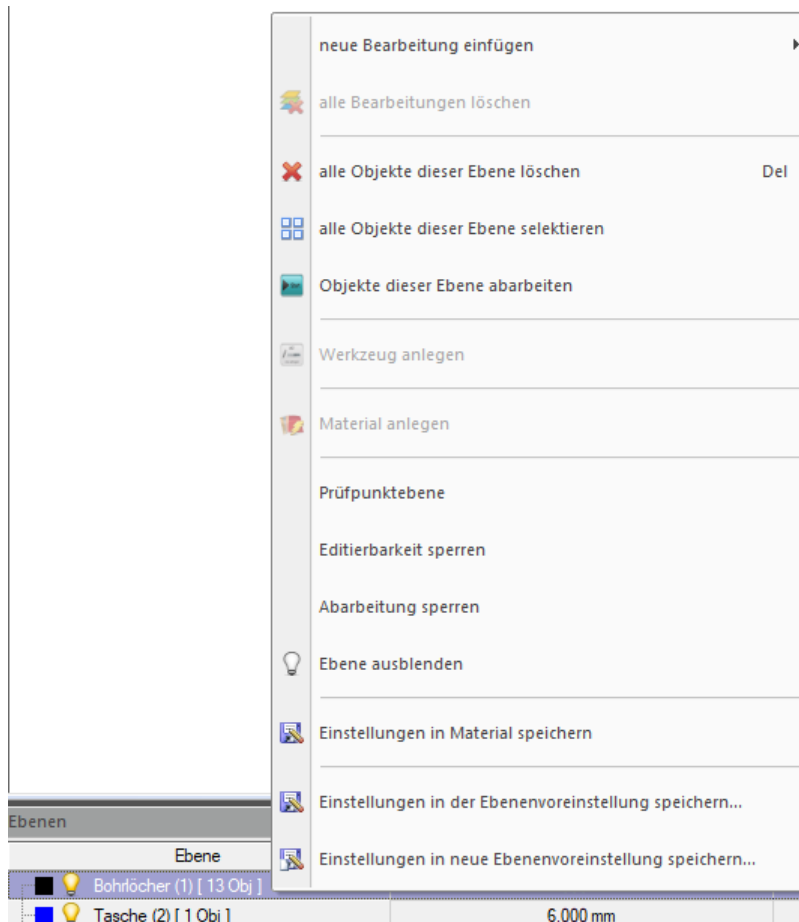 neue Bearbeitung einfügen
alle Bearbeitungen löschen
alle Objekte dieser Ebene löschen Del
alle Objekte dieser Ebene selektieren
Objekte dieser Ebene abarbeiten
Werkzeug anlegen
Material anlegen
Prüfpunktebene
Editierbarkeit sperren
Abarbeitung sperren
Ebene ausblenden
Einstellungen in Material speichern
Einstellungen in der Ebenenvoreinstellung speichern...
Einstellungen in neue Ebenenvoreinstellung speichern...
Ebenen
Ebene
Bohrlöcher (1) [ 13 Obj ]
Tasche (2) [ 1 Obj ] 6.000 mm